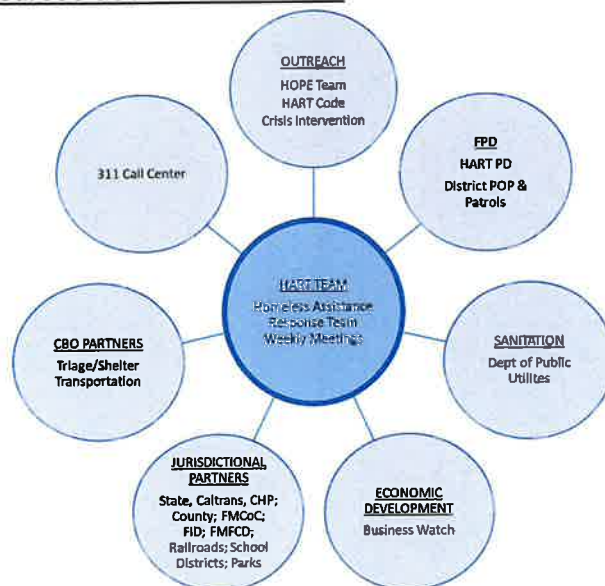 OUTREACH
HOPE Team
HART Code
Crisis Intervention
FPD
HART PD
District POP &
Patrols
311 Call Center
HART TEAM
Homeless Assistance
Response Team
Weekly Meetings
SANITATION
Dept of Public
Utilites
CBO PARTNERS
Triage/Shelter
Transportation
JURISDICTIONAL
PARTNERS
State, Caltrans, CHP;
County; FMCoC;
FID; FMFCD;
Railroads; School
Districts; Parks
ECONOMIC
DEVELOPMENT
Business Watch